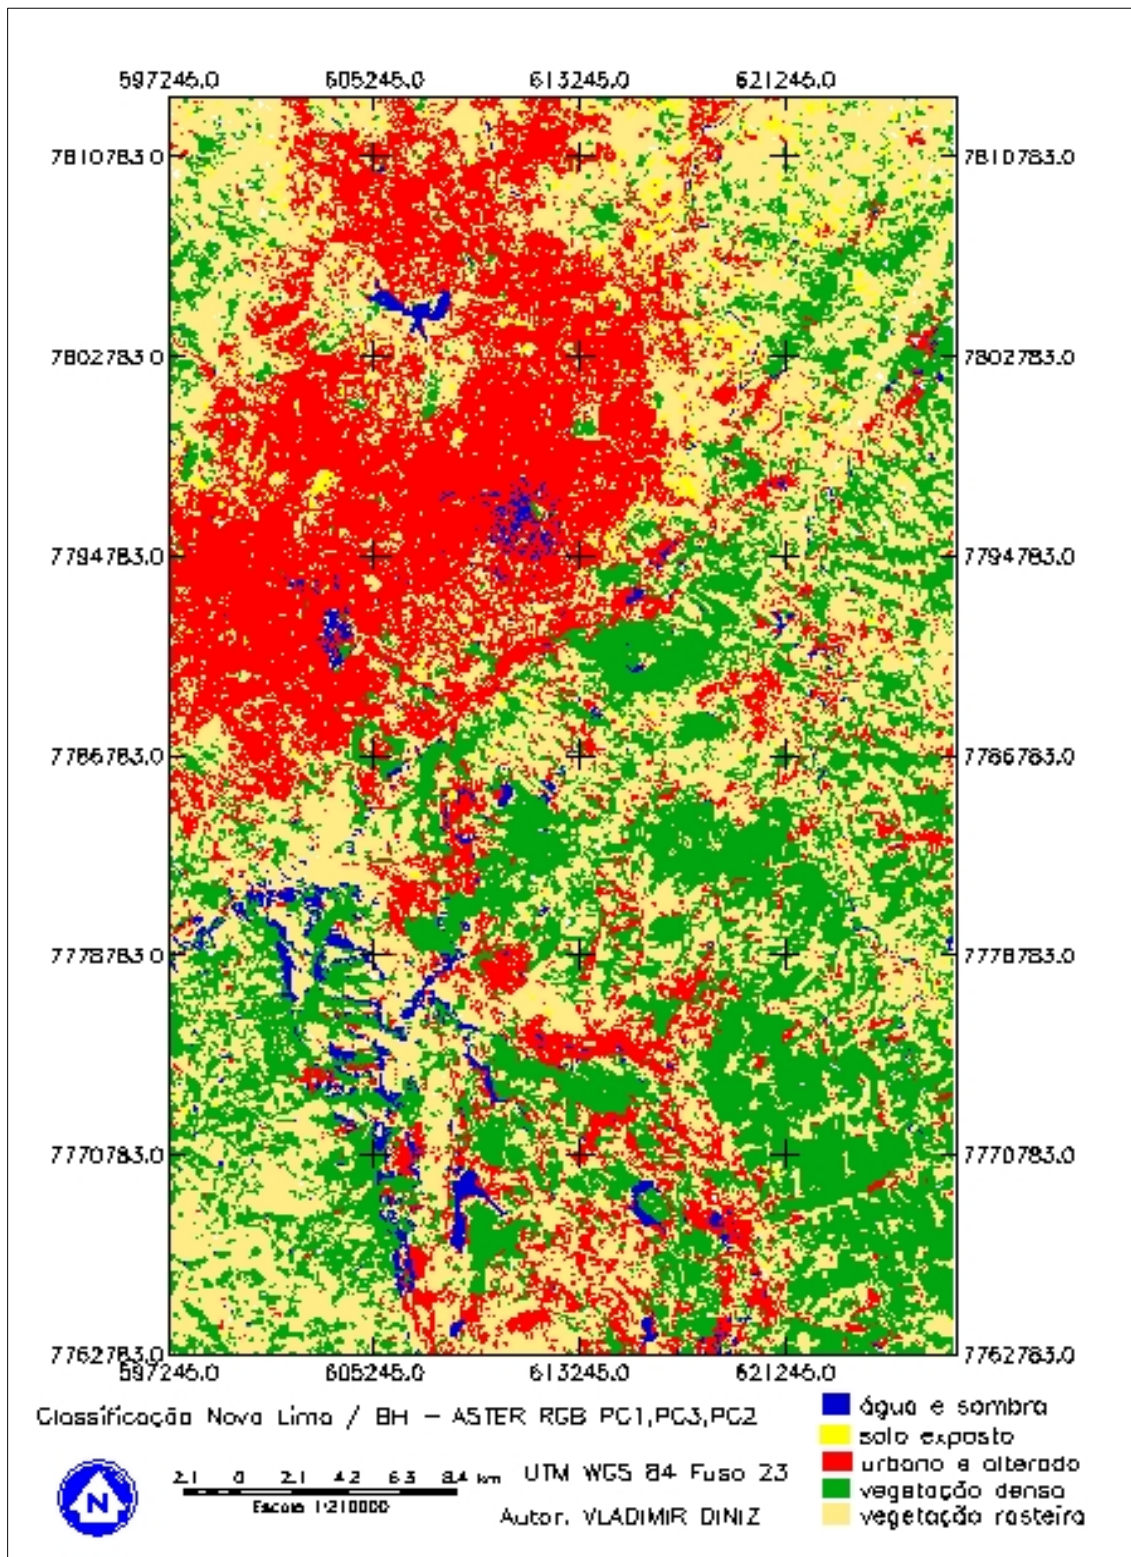 597245.0 605245.0 613245.0 621245.0
7810783.0 7810783.0
7802783.0 7802783.0
7794783.0 7794783.0
7786783.0 7786783.0
7778783.0 7778783.0
7770783.0 7770783.0
7762783.0 7762783.0
597245.0 605245.0 613245.0 621245.0
Classificação Nova Lima / BH - ASTER RGB PC1,PC3,PC2
água e sombra
solo exposto
urbano e alterado
vegetação densa
vegetação rasteira
N
2.1 0 2.1 4.2 6.3 8.4 km
Escala 1:210000
UTM WGS 84 Fuso 23
Autor. VLADIMIR DINIZ